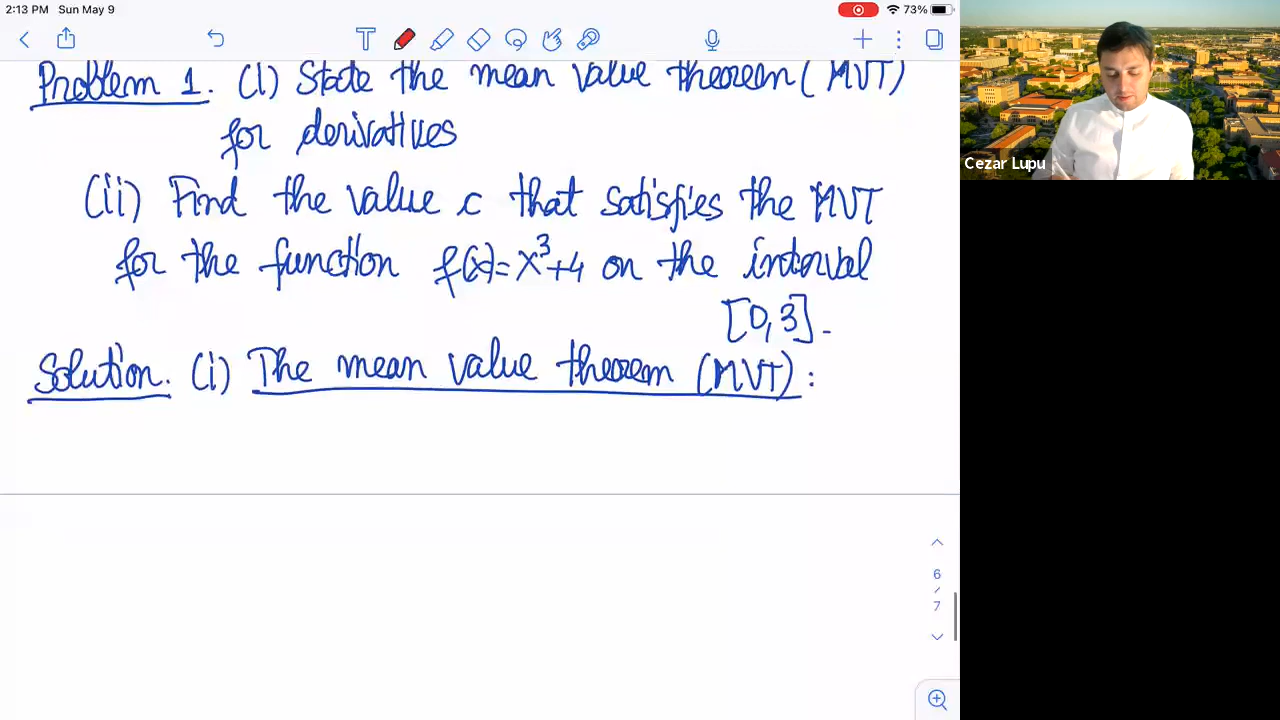 2:13 PM Sun May 9
73%
Problem 1. (i) State the mean value theorem (MVT)
for derivatives
(ii) Find the value c that satisfies the MVT
for the function f(x)=x³+4 on the interval
[0,3].
Solution. (i) The mean value theorem (MVT):
Cezar Lupu
6
/
7